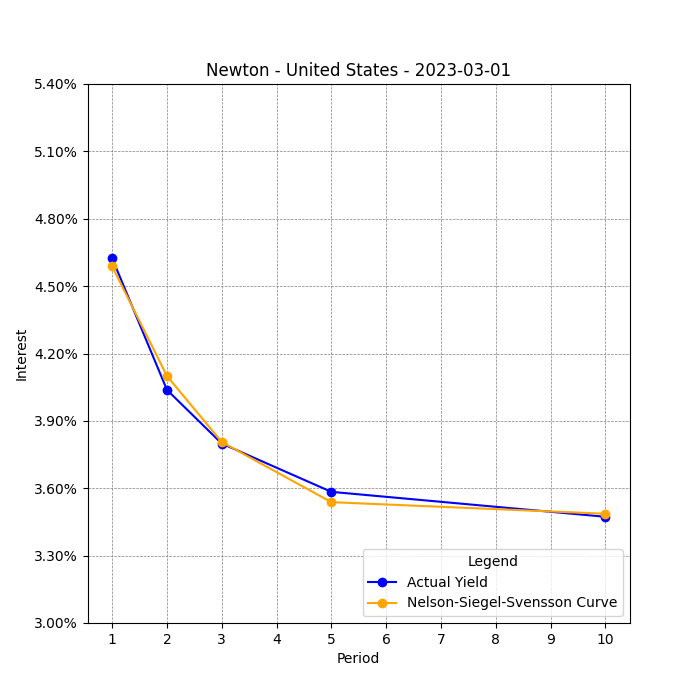 Newton - United States - 2023-03-01
5.40%
5.10%
4.80%
4.50%
4.20%
3.90%
3.60%
3.30%
3.00%
Interest
1 2 3 4 5 6 7 8 9 10
Period
Legend
Actual Yield
Nelson-Siegel-Svensson Curve